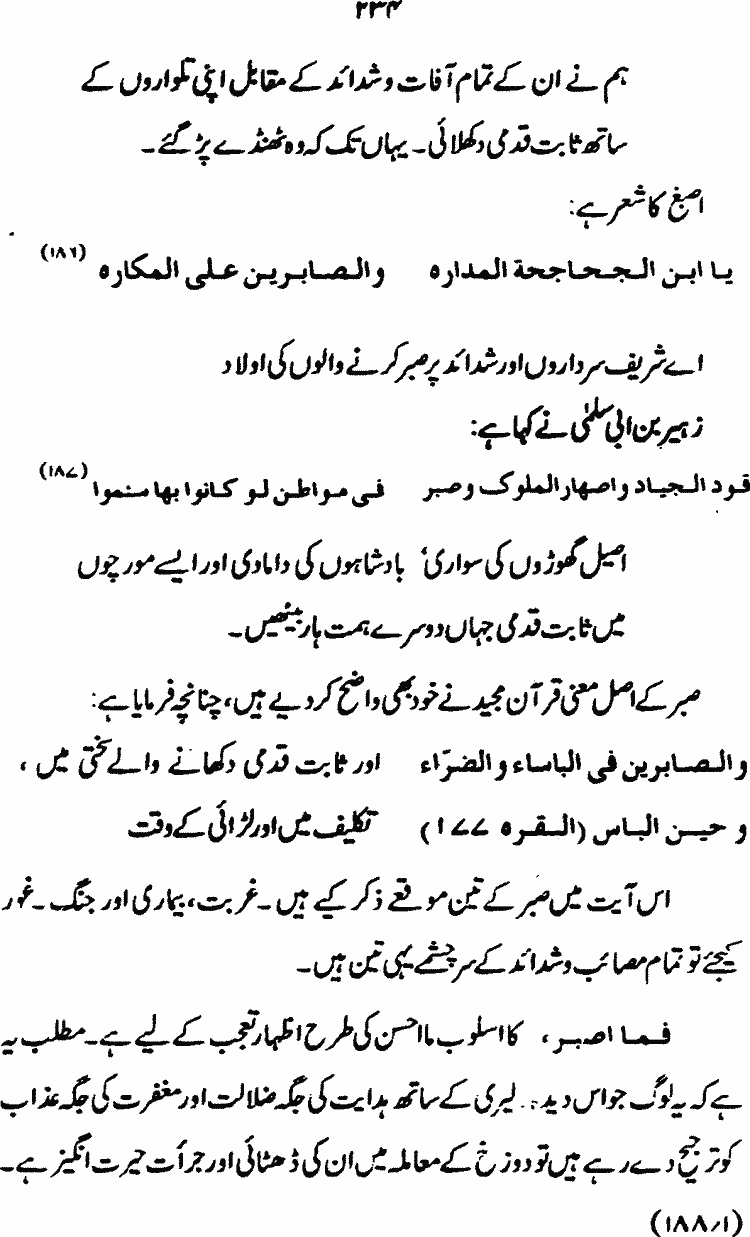 ۲۳۴
ہم نے ان کے تمام آفات و شدائد کے مقابل اپنی تلواروں کے
ساتھ ثابت قدمی دکھلائی۔ یہاں تک کہ وہ ٹھنڈے پڑ گئے۔
اصبغ کا شعر ہے:
یا ابن الجحاجحة المداره والصابرین علی المکاره (۱۸۶)
اے شریف سرداروں اور شدائد پر صبر کرنے والوں کی اولاد
زہیر بن ابی سلمٰی نے کہا ہے:
قود الجیاد واصهار الملوک وصبر فی مواطن لو کانوا بها سئموا (۱۸۷)
اصیل گھوڑوں کی سواری، بادشاہوں کی دامادی اور ایسے مورچوں
میں ثابت قدمی جہاں دوسرے ہمت ہار بیٹھیں۔
صبر کے اصل معنی قرآن مجید نے خود بھی واضح کر دیے ہیں، چنانچہ فرمایا ہے:
والصابرین فی الباساء والضرّاء اور ثابت قدمی دکھانے والے سختی میں،
و حین الباس (البقرہ ۱۷۷) تکلیف میں اور لڑائی کے وقت
اس آیت میں صبر کے تین موقعے ذکر کیے ہیں۔ غربت، بیماری اور جنگ۔ غور
کیجئے تو تمام مصائب و شدائد کے سرچشمے یہی تین ہیں۔
فما اصبر، کا اسلوب ما احسن کی طرح اظہار تعجب کے لیے ہے۔ مطلب یہ
ہے کہ یہ لوگ جو اس دیدہ لیری کے ساتھ ہدایت کی جگہ ضلالت اور مغفرت کی جگہ عذاب
کو ترجیح دے رہے ہیں تو دوزخ کے معاملہ میں ان کی ڈھٹائی اور جرأت حیرت انگیز ہے۔
(۱۸۸/۱)